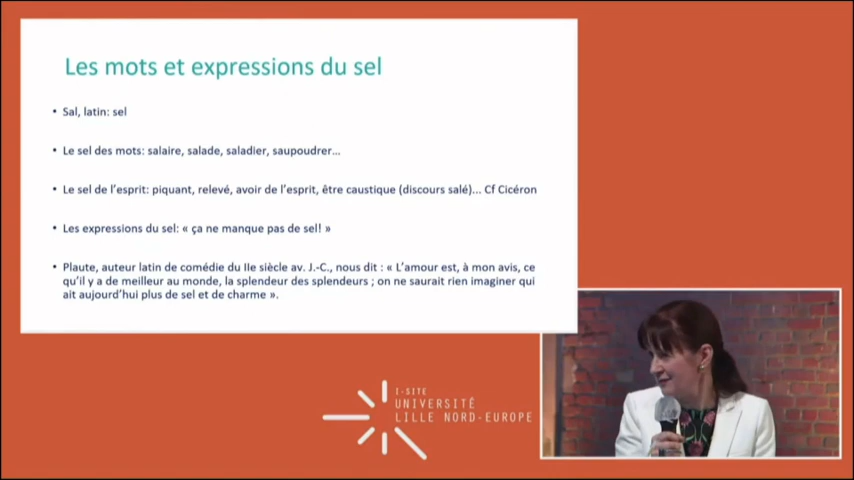 Les mots et expressions du sel
• Sal, latin: sel
• Le sel des mots: salaire, salade, saladier, saupoudrer...
• Le sel de l'esprit: piquant, relevé, avoir de l'esprit, être caustique (discours salé)... Cf Cicéron
• Les expressions du sel: « ça ne manque pas de sel! »
• Plaute, auteur latin de comédie du IIe siècle av. J.-C., nous dit : « L'amour est, à mon avis, ce
qu'il y a de meilleur au monde, la splendeur des splendeurs ; on ne saurait rien imaginer qui
ait aujourd'hui plus de sel et de charme ».
I-SITE
UNIVERSITÉ
LILLE NORD-EUROPE